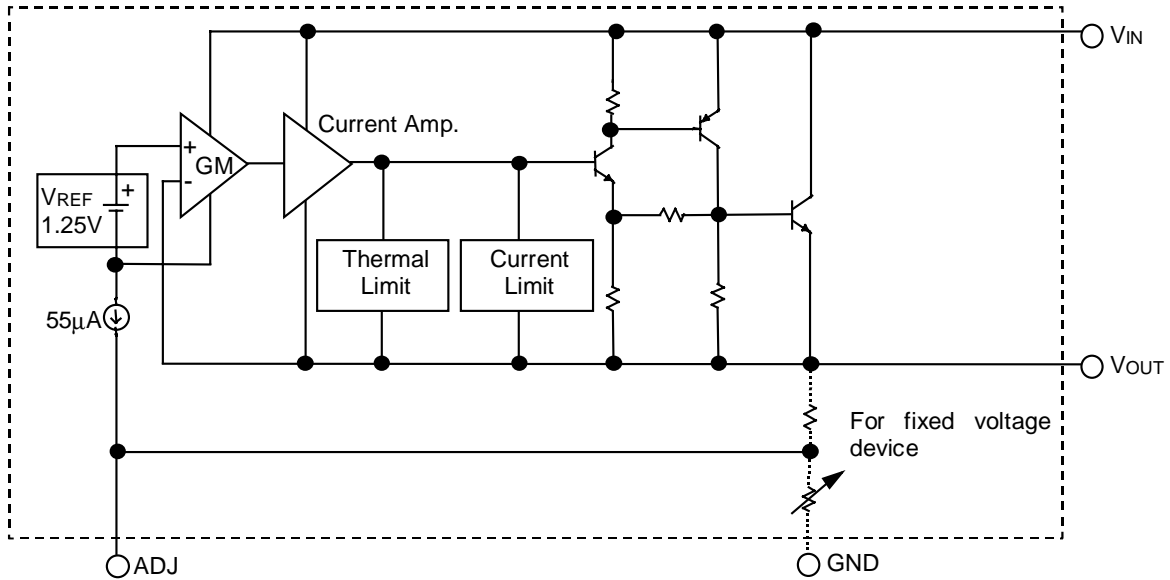 VIN
Current Amp.
+
GM
-
VREF +
1.25V
Thermal
Limit
Current
Limit
55μA
VOUT
For fixed voltage
device
ADJ
GND